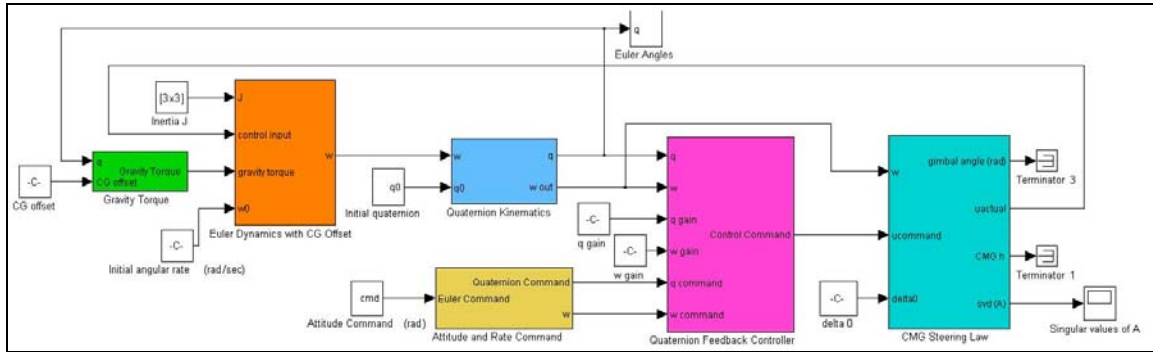 q
Euler Angles
[3x3]
Inertia J
J
control input
gravity torque
w0
w
Euler Dynamics with CG Offset
-C-
CG offset
q
CG offset
Gravity Torque
Gravity Torque
-C-
Initial angular rate (rad/sec)
q0
Initial quaternion
w
q0
q
w out
Quaternion Kinematics
-C-
q gain
-C-
w gain
cmd
Attitude Command (rad)
Euler Command
Quaternion Command
w
Attitude and Rate Command
q
w
q gain
w gain
q command
w command
Control Command
Quaternion Feedback Controller
-C-
delta 0
w
ucommand
delta0
gimbal angle (rad)
uactual
CMG h
svd (A)
CMG Steering Law
Terminator 3
Terminator 1
Singular values of A